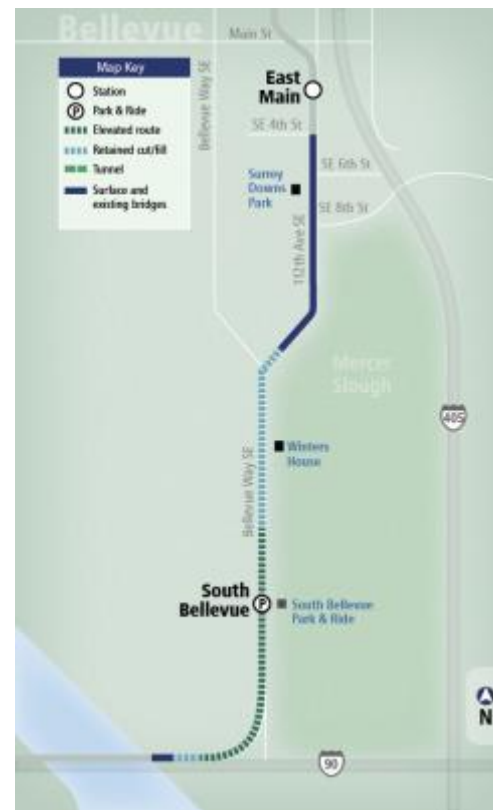 Bellevue
Main St
Map Key
Station
P Park & Ride
Elevated route
Retained cut/fill
Tunnel
Surface and
existing bridges
Bellevue Way SE
East
Main
SE 4th St
SE 6th St
Surrey
Downs
Park
SE 8th St
112th Ave SE
Mercer
Slough
405
Winters
House
Bellevue Way SE
South
Bellevue
P
South Bellevue
Park & Ride
N
90